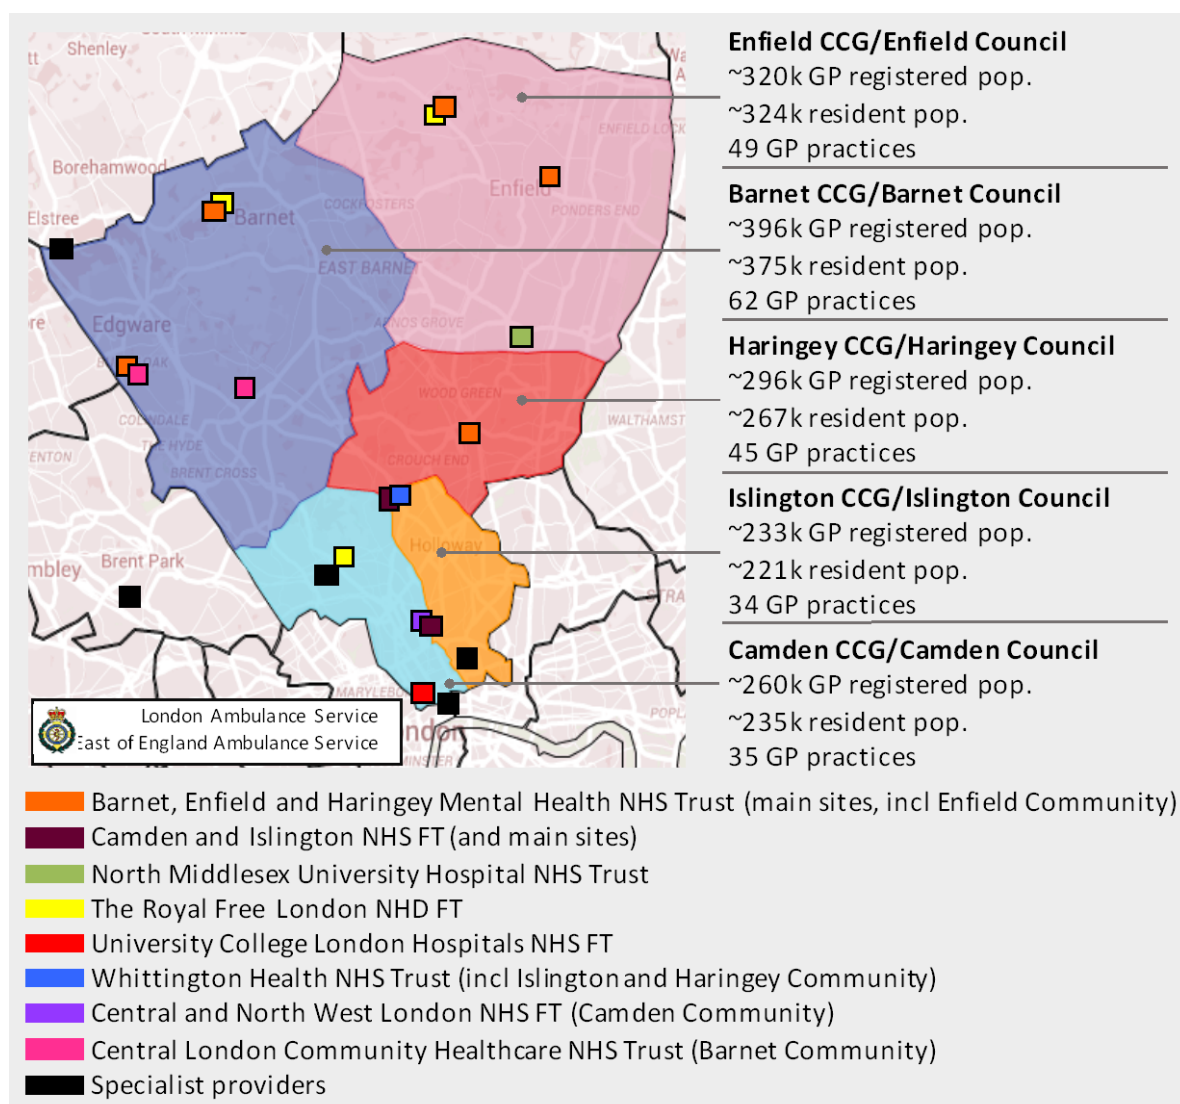 Shenley
Borehamwood
Elstree
Barnet
COCKFOSTERS
EAST BARNET
Edgware
ARNOS GROVE
COLINDALE
THE HYDE
BRENT CROSS
Enfield
ENFIELD LOCK
PONDERS END
WOOD GREEN
CROUCH END
WALTHAMST
ENTON
Brent Park
mbley
Holloway
STRA
MARYLEBO
ndon
MINSTER
POPL
London Ambulance Service
East of England Ambulance Service
Enfield CCG/Enfield Council
~320k GP registered pop.
~324k resident pop.
49 GP practices
Barnet CCG/Barnet Council
~396k GP registered pop.
~375k resident pop.
62 GP practices
Haringey CCG/Haringey Council
~296k GP registered pop.
~267k resident pop.
45 GP practices
Islington CCG/Islington Council
~233k GP registered pop.
~221k resident pop.
34 GP practices
Camden CCG/Camden Council
~260k GP registered pop.
~235k resident pop.
35 GP practices
Barnet, Enfield and Haringey Mental Health NHS Trust (main sites, incl Enfield Community)
Camden and Islington NHS FT (and main sites)
North Middlesex University Hospital NHS Trust
The Royal Free London NHD FT
University College London Hospitals NHS FT
Whittington Health NHS Trust (incl Islington and Haringey Community)
Central and North West London NHS FT (Camden Community)
Central London Community Healthcare NHS Trust (Barnet Community)
Specialist providers